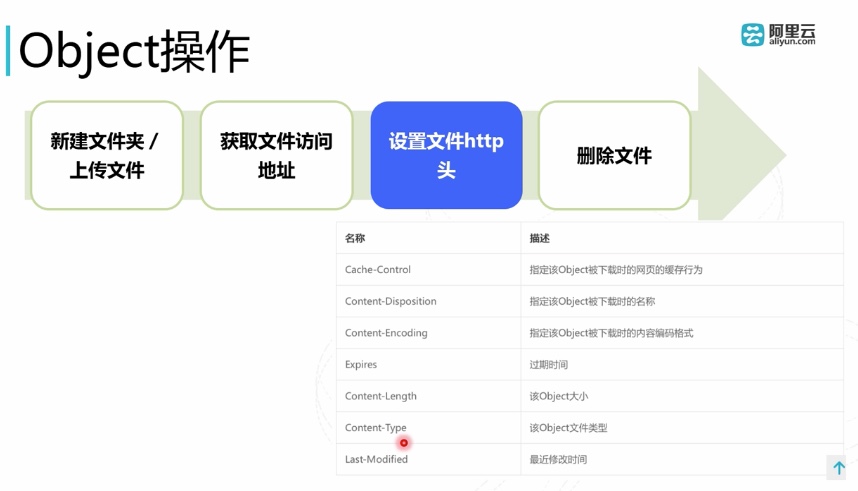 Object操作
阿里云
aliyun.com
新建文件夹 /
上传文件
获取文件访问
地址
设置文件http
头
删除文件
名称 描述
Cache-Control 指定该Object被下载时的网页的缓存行为
Content-Disposition 指定该Object被下载时的名称
Content-Encoding 指定该Object被下载时的内容编码格式
Expires 过期时间
Content-Length 该Object大小
Content-Type 该Object文件类型
Last-Modified 最近修改时间